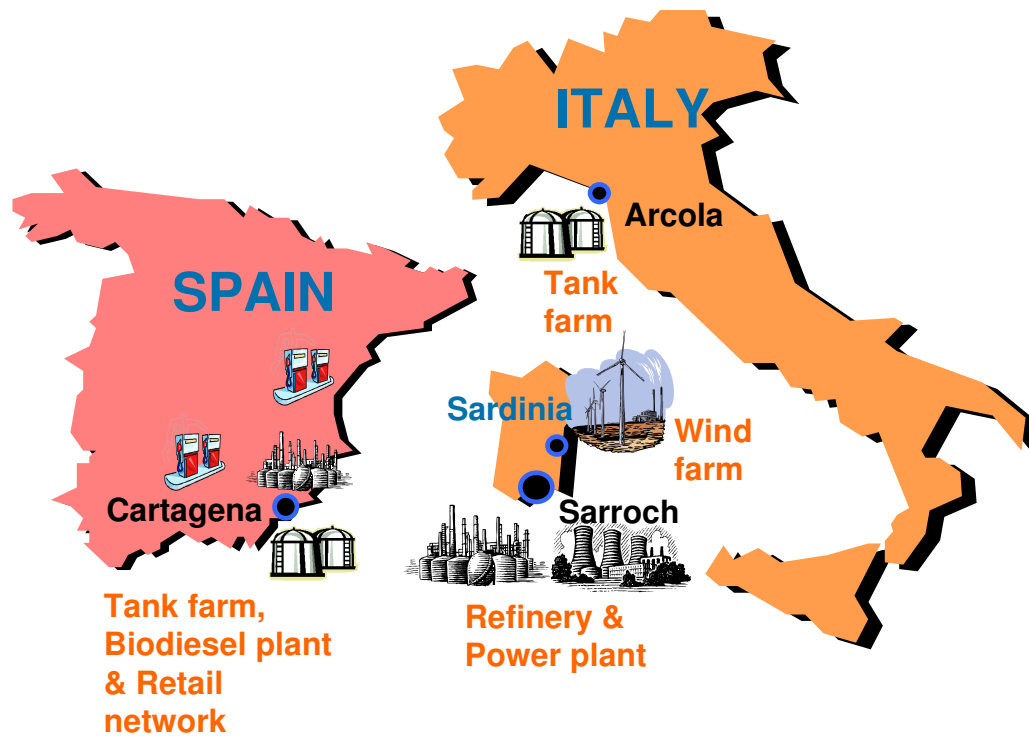 ITALY
Arcola
Tank
farm
SPAIN
Sardinia
Wind
farm
Cartagena
Sarroch
Tank farm,
Biodiesel plant
& Retail
network
Refinery &
Power plant